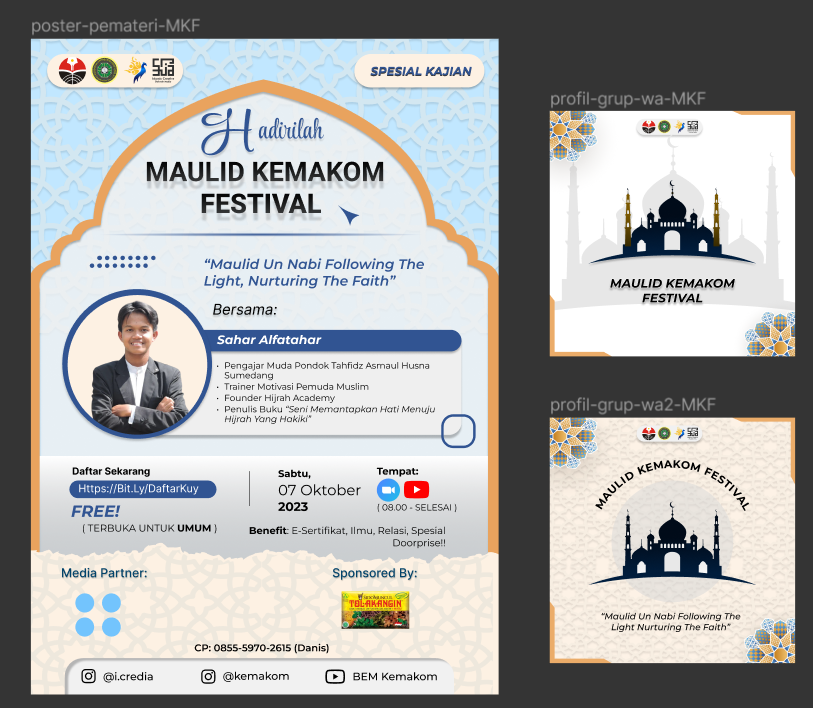 poster-pemateri-MKF
SPESIAL KAJIAN
Hadirilah
MAULID KEMAKOM
FESTIVAL
“Maulid Un Nabi Following The
Light, Nurturing The Faith”
Bersama:
Sahar Alfatahar
• Pengajar Muda Pondok Tahfidz Asmaul Husna
Sumedang
• Trainer Motivasi Pemuda Muslim
• Founder Hijrah Academy
• Penulis Buku “Seni Memantapkan Hati Menuju
Hijrah Yang Hakiki”
Daftar Sekarang
Https://Bit.Ly/DaftarKuy
FREE!
( TERBUKA UNTUK UMUM )
Sabtu,
07 Oktober
2023
Tempat:
( 08.00 - SELESAI )
Benefit: E-Sertifikat, Ilmu, Relasi, Spesial
Doorprise!!
Media Partner:
Sponsored By:
TOLAKANGIN
CP: 0855-5970-2615 (Danis)
@i.credia
@kemakom
BEM Kemakom
profil-grup-wa-MKF
MAULID KEMAKOM
FESTIVAL
profil-grup-wa2-MKF
MAULID KEMAKOM FESTIVAL
“Maulid Un Nabi Following The
Light Nurturing The Faith”